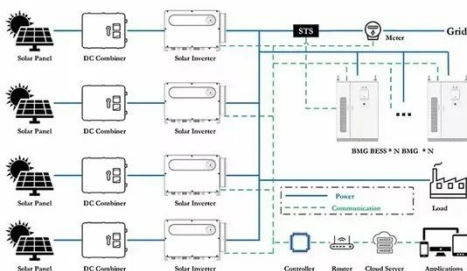 STS
Meter
Grid
Solar Panel DC Combiner Solar Inverter
Solar Panel DC Combiner Solar Inverter
BMG BESS * N BMG * N
Solar Panel DC Combiner Solar Inverter
Power
Communication
Load
Solar Panel DC Combiner Solar Inverter
Controller Router Cloud Server Applications